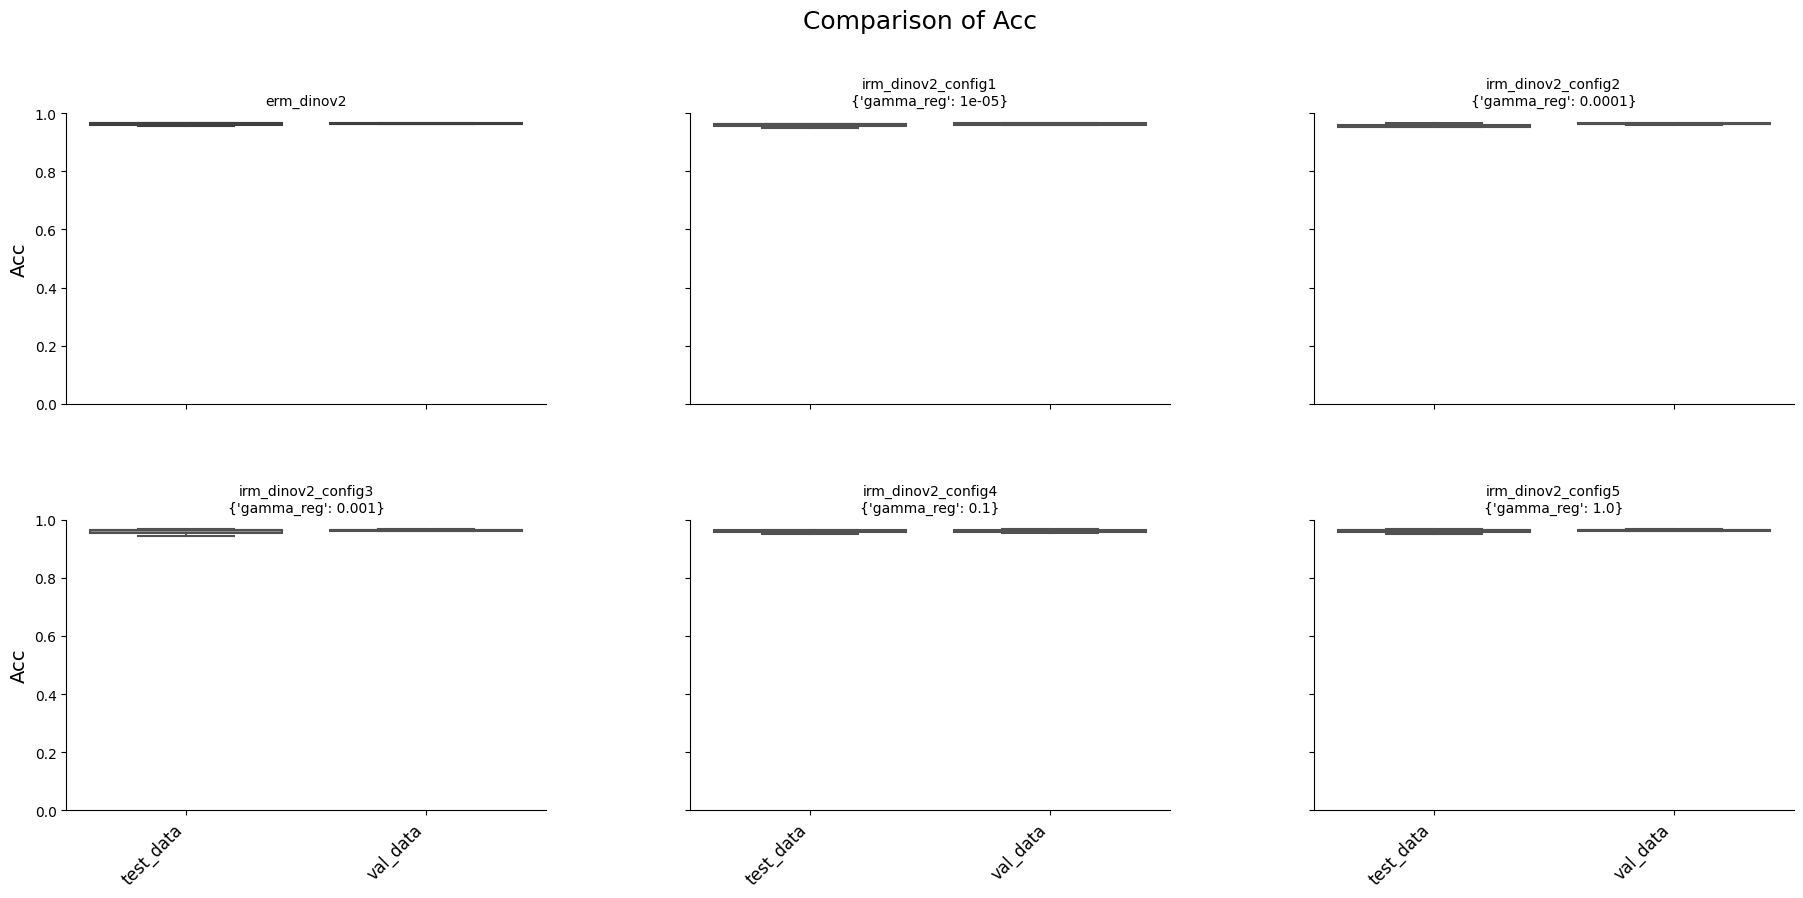 Comparison of Acc
erm_dinov2
irm_dinov2_config1
{'gamma_reg': 1e-05}
irm_dinov2_config2
{'gamma_reg': 0.0001}
1.0
0.8
0.6
0.4
0.2
0.0
Acc
irm_dinov2_config3
{'gamma_reg': 0.001}
irm_dinov2_config4
{'gamma_reg': 0.1}
irm_dinov2_config5
{'gamma_reg': 1.0}
1.0
0.8
0.6
0.4
0.2
0.0
Acc
test_data
val_data
test_data
val_data
test_data
val_data